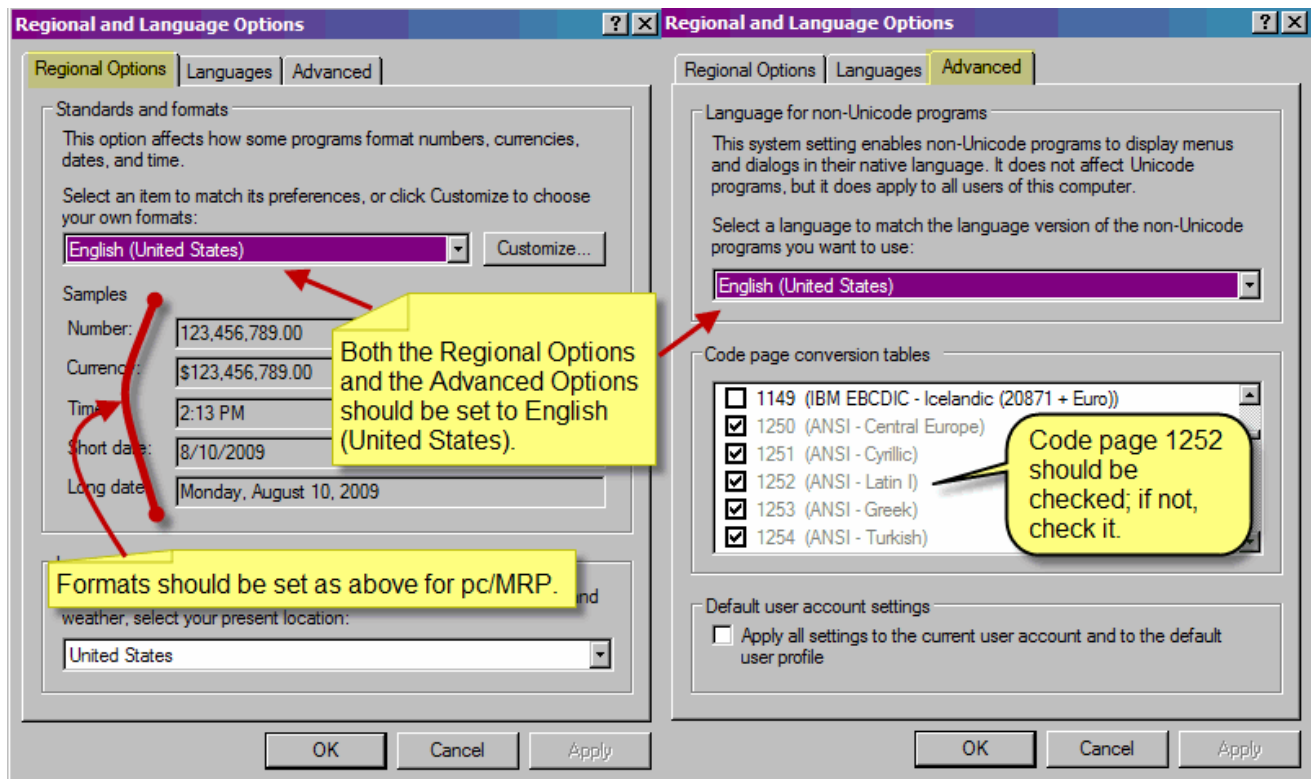 Regional and Language Options
Regional Options
Languages
Advanced
Standards and formats
This option affects how some programs format numbers, currencies,
dates, and time.
Select an item to match its preferences, or click Customize to choose
your own formats:
English (United States)
Customize...
Samples
Number:
123,456,789.00
Currency:
$123,456,789.00
Time:
2:13 PM
Short date:
8/10/2009
Long date:
Monday, August 10, 2009
Both the Regional Options
and the Advanced Options
should be set to English
(United States).
Formats should be set as above for pc/MRP.
and
weather, select your present location:
United States
OK
Cancel
Apply
Regional and Language Options
Regional Options
Languages
Advanced
Language for non-Unicode programs
This system setting enables non-Unicode programs to display menus
and dialogs in their native language. It does not affect Unicode
programs, but it does apply to all users of this computer.
Select a language to match the language version of the non-Unicode
programs you want to use:
English (United States)
Code page conversion tables
1149 (IBM EBCDIC - Icelandic (20871 + Euro))
1250 (ANSI - Central Europe)
1251 (ANSI - Cyrillic)
1252 (ANSI - Latin I)
1253 (ANSI - Greek)
1254 (ANSI - Turkish)
Code page 1252
should be
checked; if not,
check it.
Default user account settings
Apply all settings to the current user account and to the default
user profile
OK
Cancel
Apply